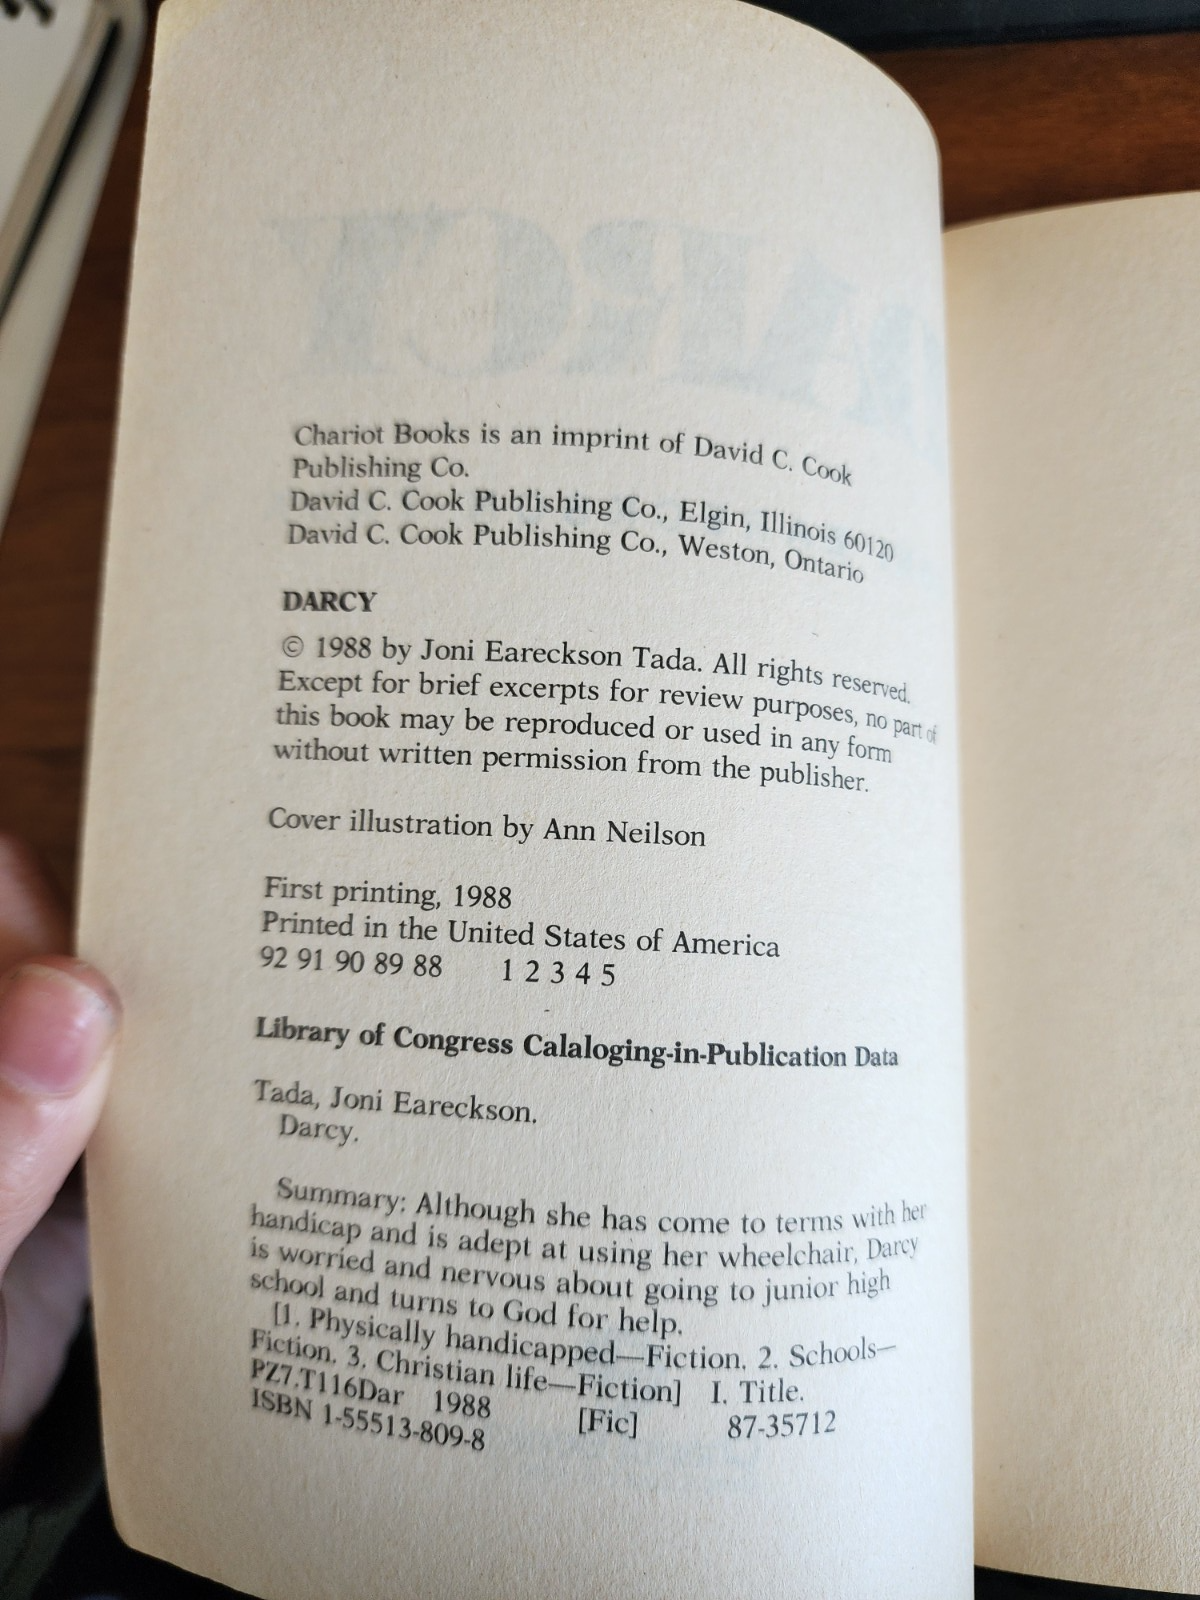 Chariot Books is an imprint of David C. Cook
Publishing Co.
David C. Cook Publishing Co., Elgin, Illinois 60120
David C. Cook Publishing Co., Weston, Ontario
DARCY
© 1988 by Joni Eareckson Tada. All rights reserved.
Except for brief excerpts for review purposes, no part of
this book may be reproduced or used in any form
without written permission from the publisher.
Cover illustration by Ann Neilson
First printing, 1988
Printed in the United States of America
92 91 90 89 88 1 2 3 4 5
Library of Congress Calaloging-in-Publication Data
Tada, Joni Eareckson.
Darcy.
Summary: Although she has come to terms with her
handicap and is adept at using her wheelchair, Darcy
is worried and nervous about going to junior high
school and turns to God for help.
[1. Physically handicapped—Fiction. 2. Schools—
Fiction. 3. Christian life—Fiction] I. Title.
PZ7.T116Dar 1988 [Fic] 87-35712
ISBN 1-55513-809-8